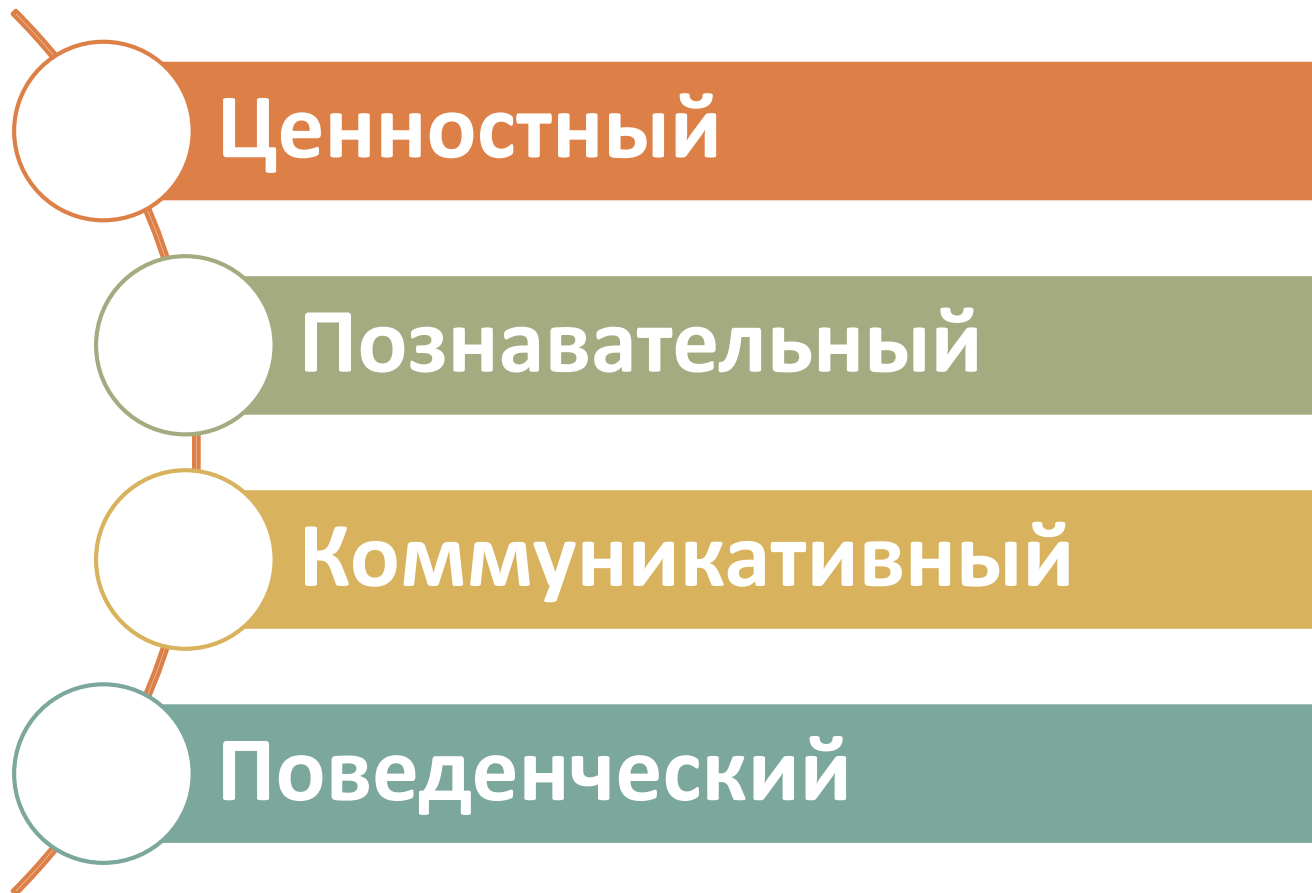 Ценностный
Познавательный
Коммуникативный
Поведенческий